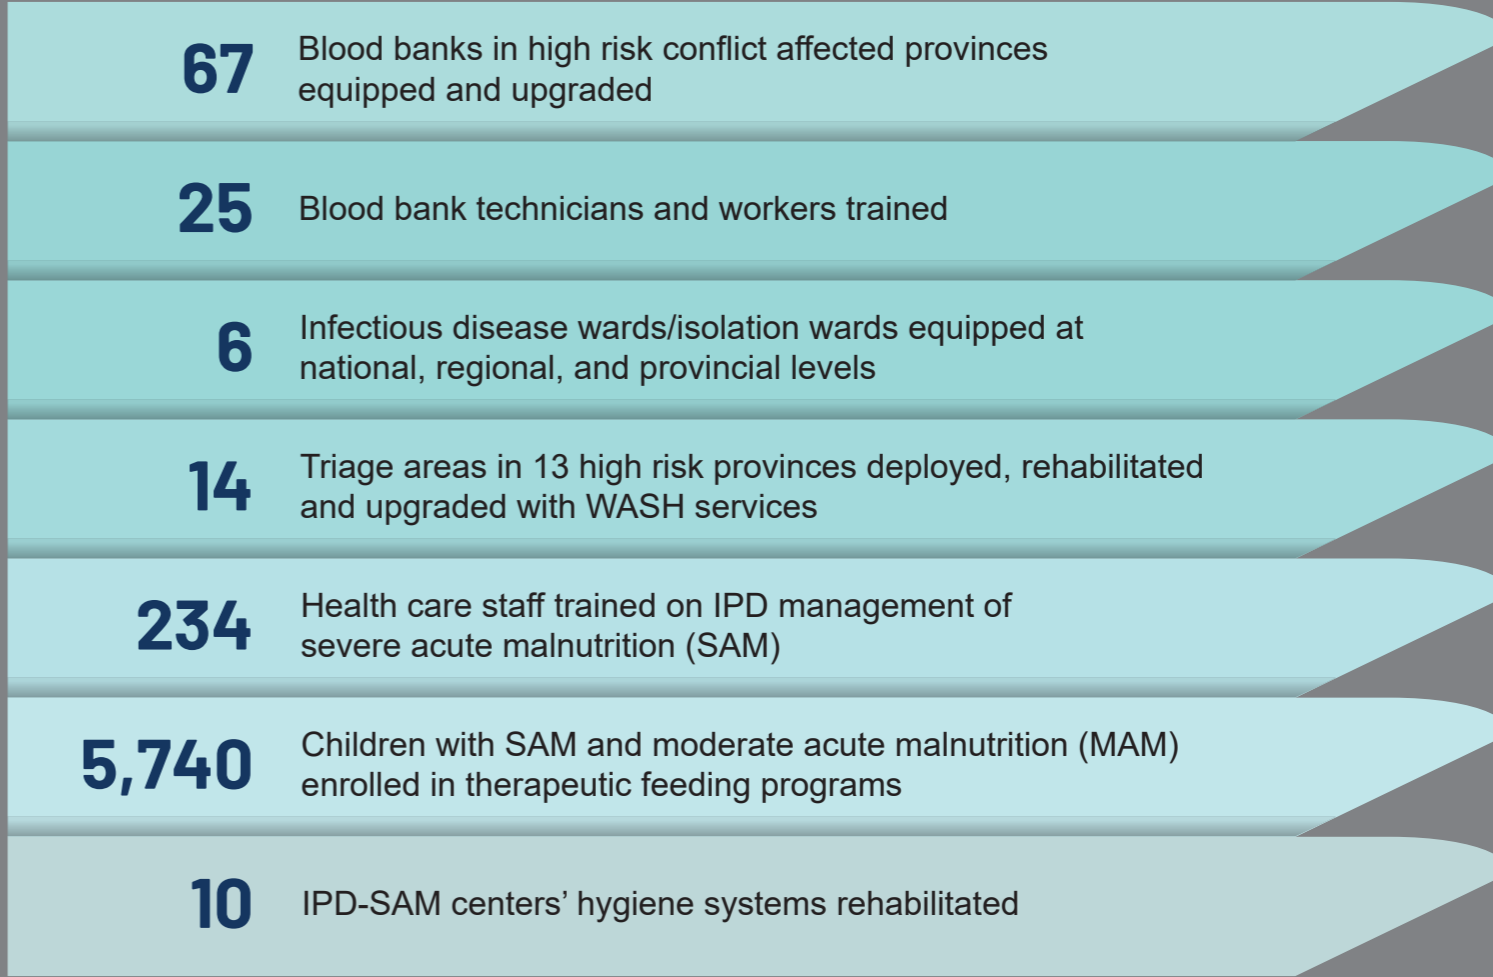 67
Blood banks in high risk conflict affected provinces
equipped and upgraded
25
Blood bank technicians and workers trained
6
Infectious disease wards/isolation wards equipped at
national, regional, and provincial levels
14
Triage areas in 13 high risk provinces deployed, rehabilitated
and upgraded with WASH services
234
Health care staff trained on IPD management of
severe acute malnutrition (SAM)
5,740
Children with SAM and moderate acute malnutrition (MAM)
enrolled in therapeutic feeding programs
10
IPD-SAM centers’ hygiene systems rehabilitated